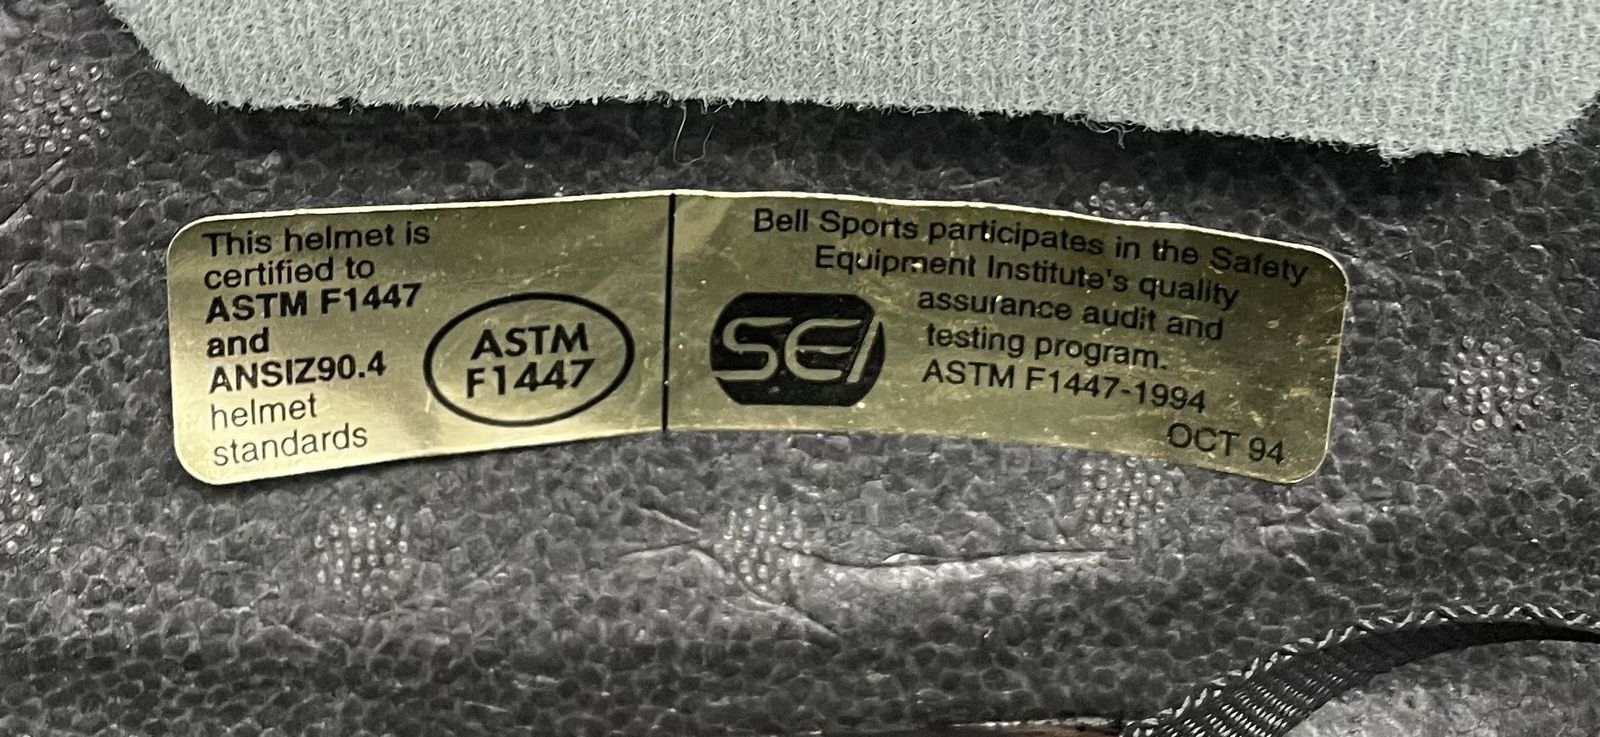 This helmet is
certified to
ASTM F1447
and
ANSIZ90.4
helmet
standards
ASTM
F1447
Bell Sports participates in the Safety
Equipment Institute's quality
assurance audit and
testing program.
ASTM F1447-1994
OCT 94
SEI